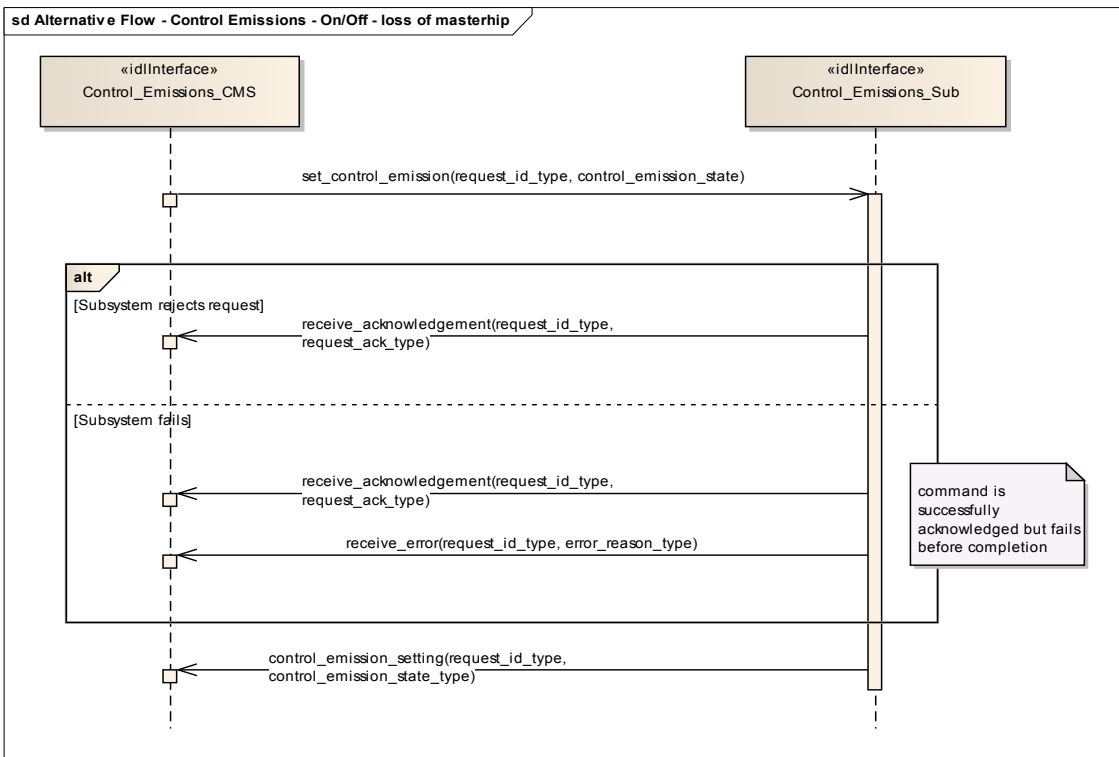 sd Alternative Flow - Control Emissions - On/Off - loss of masterhip
«idlInterface»
Control_Emissions_CMS
«idlInterface»
Control_Emissions_Sub
set_control_emission(request_id_type, control_emission_state)
alt
[Subsystem rejects request]
receive_acknowledgement(request_id_type,
request_ack_type)
[Subsystem fails]
receive_acknowledgement(request_id_type,
request_ack_type)
command is
successfully
acknowledged but fails
before completion
receive_error(request_id_type, error_reason_type)
control_emission_setting(request_id_type,
control_emission_state_type)